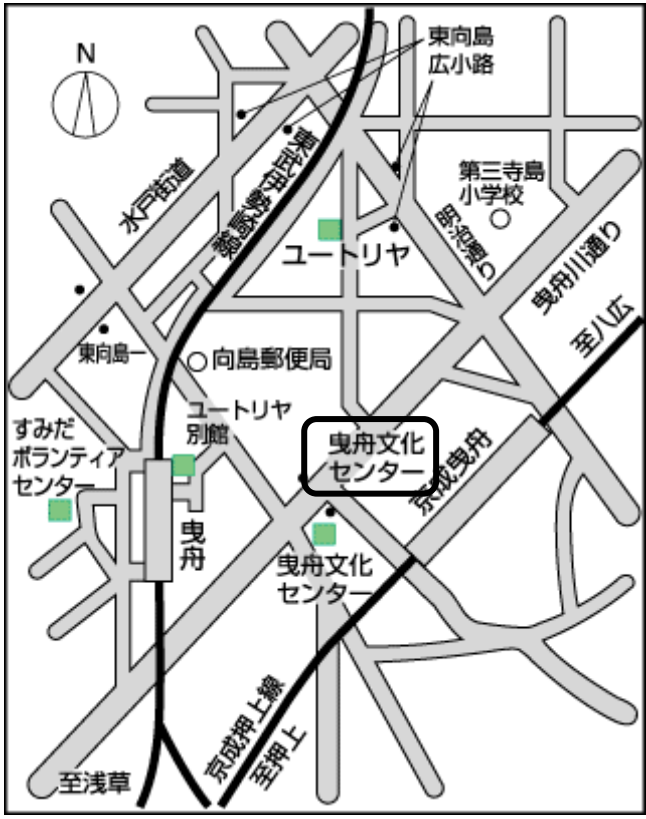 東向島
広小路
N
水戸街道
東武伊勢崎線
第三寺島
小学校
明治通り
曳舟川通り
ユートリヤ
至八広
東向島一
向島郵便局
ユートリヤ
別館
すみだ
ボランティア
センター
曳舟文化
センター
京成曳舟
曳舟
曳舟文化
センター
京成押上線
至押上
至浅草